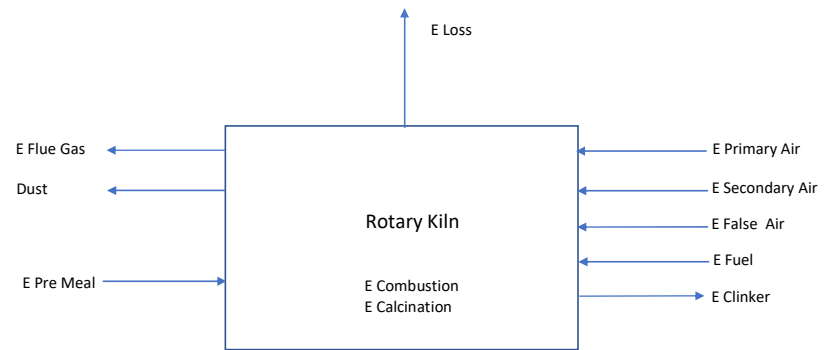 E Loss
E Flue Gas
E Primary Air
Dust
E Secondary Air
Rotary Kiln
E False Air
E Fuel
E Pre Meal
E Combustion
E Clinker
E Calcination